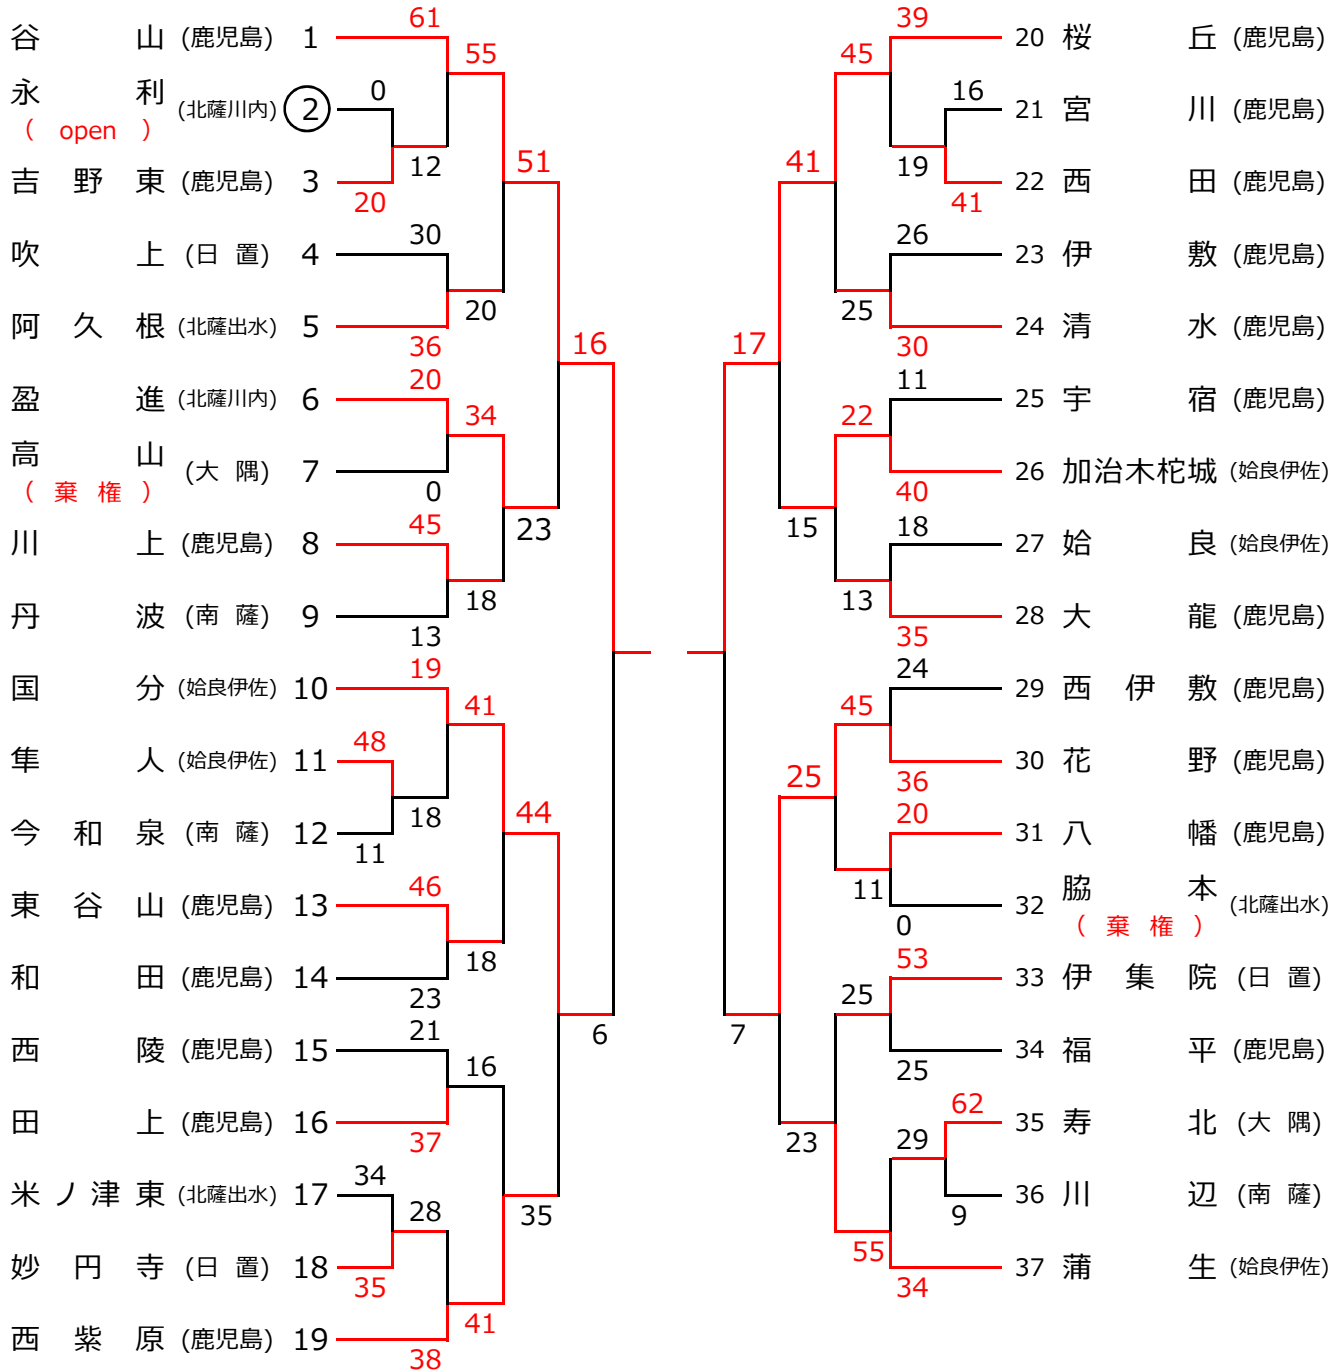 谷山 (鹿児島) 1
永利 (北薩川内) 2
( open )
吉野東 (鹿児島) 3
吹上 (日置) 4
阿久根 (北薩出水) 5
盈進 (北薩川内) 6
高山 (大隅) 7
( 棄権 )
川上 (鹿児島) 8
丹波 (南薩) 9
国分 (姶良伊佐) 10
隼人 (姶良伊佐) 11
今和泉 (南薩) 12
東谷山 (鹿児島) 13
和田 (鹿児島) 14
西陵 (鹿児島) 15
田上 (鹿児島) 16
米ノ津東 (北薩出水) 17
妙円寺 (日置) 18
西紫原 (鹿児島) 19
61
55
0
12
20
51
30
20
36
16
20
34
0
23
45
18
13
19
41
48
18
11
44
46
18
23
6
21
16
37
35
34
28
35
41
38
39
45
16
19
41
41
26
25
30
17
11
22
40
15
18
13
35
24
45
36
25
20
11
0
7
53
25
25
23
62
29
9
55
34
20 桜丘 (鹿児島)
21 宮川 (鹿児島)
22 西田 (鹿児島)
23 伊敷 (鹿児島)
24 清水 (鹿児島)
25 宇宿 (鹿児島)
26 加治木柁城 (姶良伊佐)
27 姶良 (姶良伊佐)
28 大龍 (鹿児島)
29 西伊敷 (鹿児島)
30 花野 (鹿児島)
31 八幡 (鹿児島)
32 脇本 (北薩出水)
( 棄権 )
33 伊集院 (日置)
34 福平 (鹿児島)
35 寿北 (大隅)
36 川辺 (南薩)
37 蒲生 (姶良伊佐)